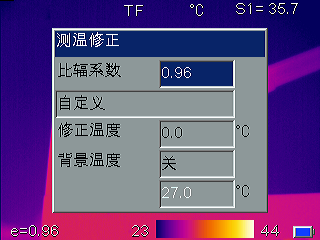 TF °C S1= 35.7
测温修正
比辐系数 0.96
自定义
修正温度 0.0 °C
背景温度 关
27.0 °C
e=0.96 23 44